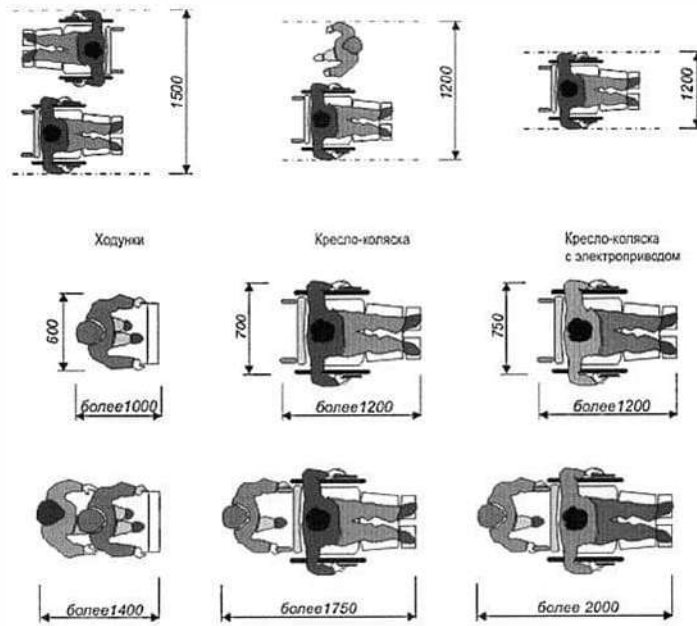 1500
1200
1200
Ходунки
Кресло-коляска
Кресло-коляска
с электроприводом
600
700
750
более1000
более1200
более1200
более1400
более1750
более 2000